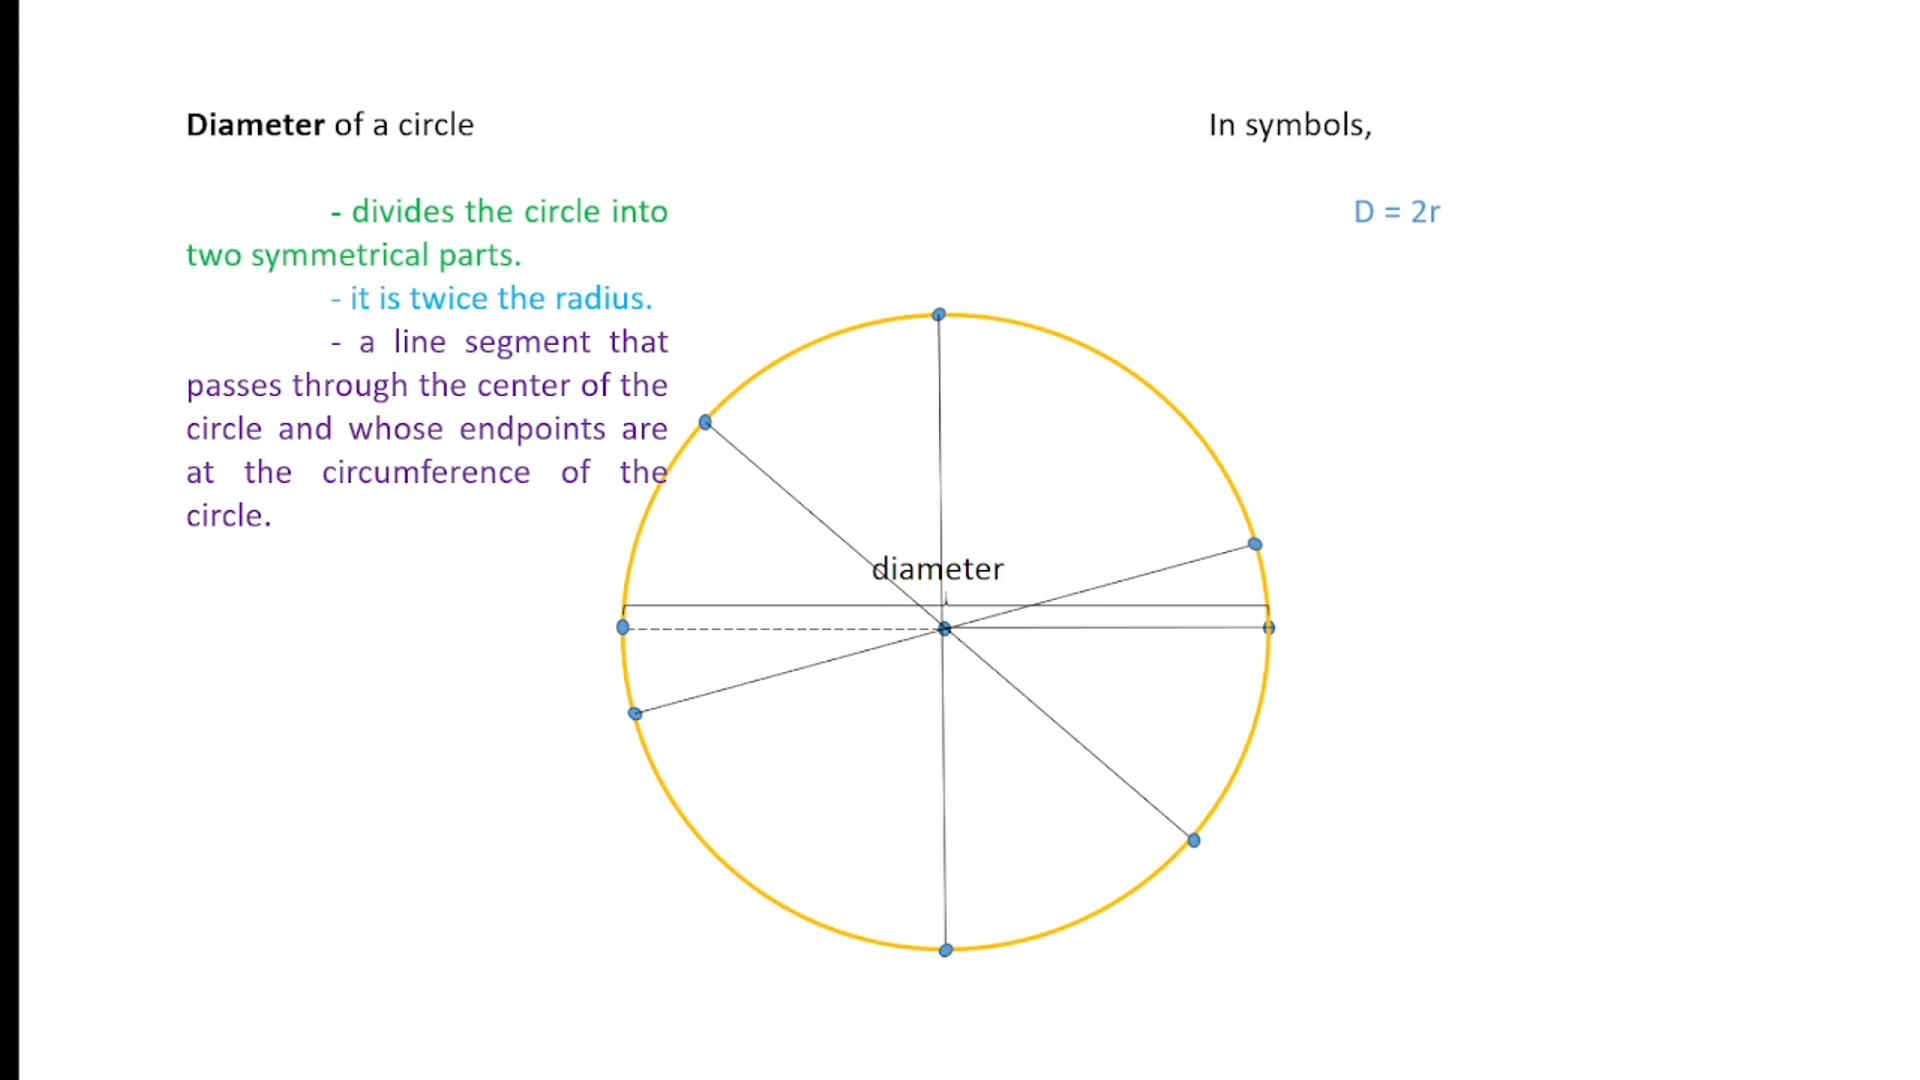 Diameter of a circle
In symbols,
- divides the circle into
two symmetrical parts.
- it is twice the radius.
- a line segment that
passes through the center of the
circle and whose endpoints are
at the circumference of the
circle.
D = 2r
diameter